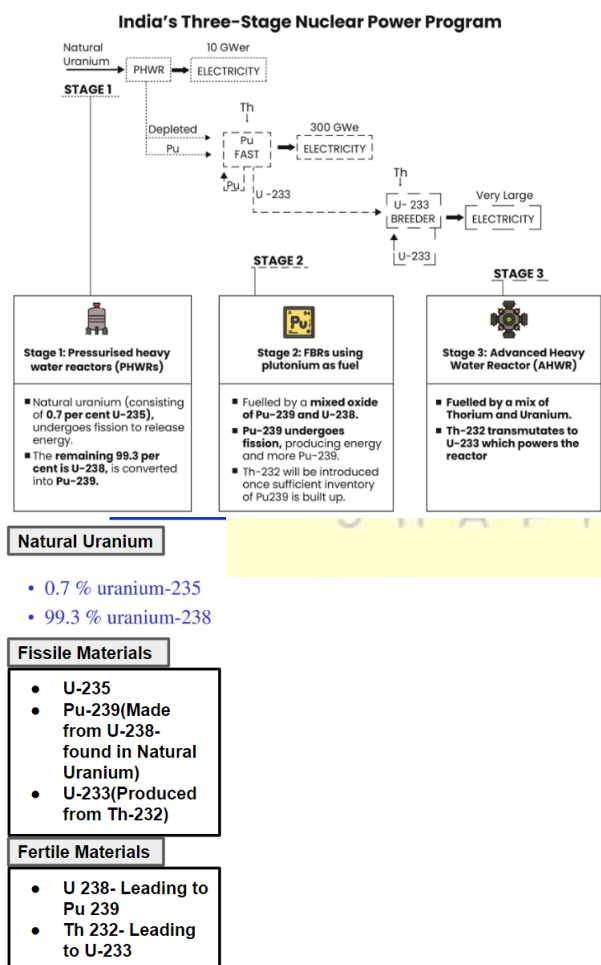 India's Three-Stage Nuclear Power Program
Natural
Uranium
PHWR
10 GWer
ELECTRICITY
STAGE 1
Th
Depleted
Pu
Pu
FAST
300 GWe
ELECTRICITY
Pu
U -233
Th
U- 233
BREEDER
Very Large
ELECTRICITY
U-233
STAGE 2
STAGE 3
Stage 1: Pressurised heavy
water reactors (PHWRs)
▪ Natural uranium (consisting
of 0.7 per cent U-235),
undergoes fission to release
energy.
▪ The remaining 99.3 per
cent is U-238, is converted
into Pu-239.
94
Pu
Stage 2: FBRs using
plutonium as fuel
▪ Fuelled by a mixed oxide
of Pu-239 and U-238.
▪ Pu-239 undergoes
fission, producing energy
and more Pu-239.
▪ Th-232 will be introduced
once sufficient inventory
of Pu239 is built up.
Stage 3: Advanced Heavy
Water Reactor (AHWR)
▪ Fuelled by a mix of
Thorium and Uranium.
▪ Th-232 transmutates to
U-233 which powers the
reactor
Natural Uranium
• 0.7 % uranium-235
• 99.3 % uranium-238
Fissile Materials
● U-235
● Pu-239(Made
from U-238-
found in Natural
Uranium)
● U-233(Produced
from Th-232)
Fertile Materials
● U 238- Leading to
Pu 239
● Th 232- Leading
to U-233